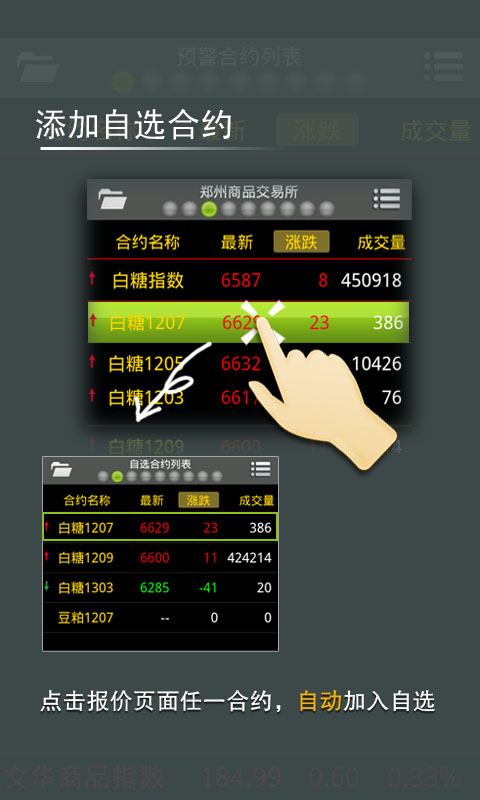 预警合约列表
添加自选合约
最新 涨跌 成交量
郑州商品交易所
合约名称 最新 涨跌 成交量
白糖指数 6587 8 450918
白糖1207 6629 23 386
白糖1205 6632 10426
白糖1203 661 76
白糖1209 6600
自选合约列表
合约名称 最新 涨跌 成交量
白糖1207 6629 23 386
白糖1209 6600 11 424214
白糖1303 6285 -41 20
豆粕1207 -- 0 0
点击报价页面任一合约，自动加入自选
文华商品指数 184.99 0.60 0.33%